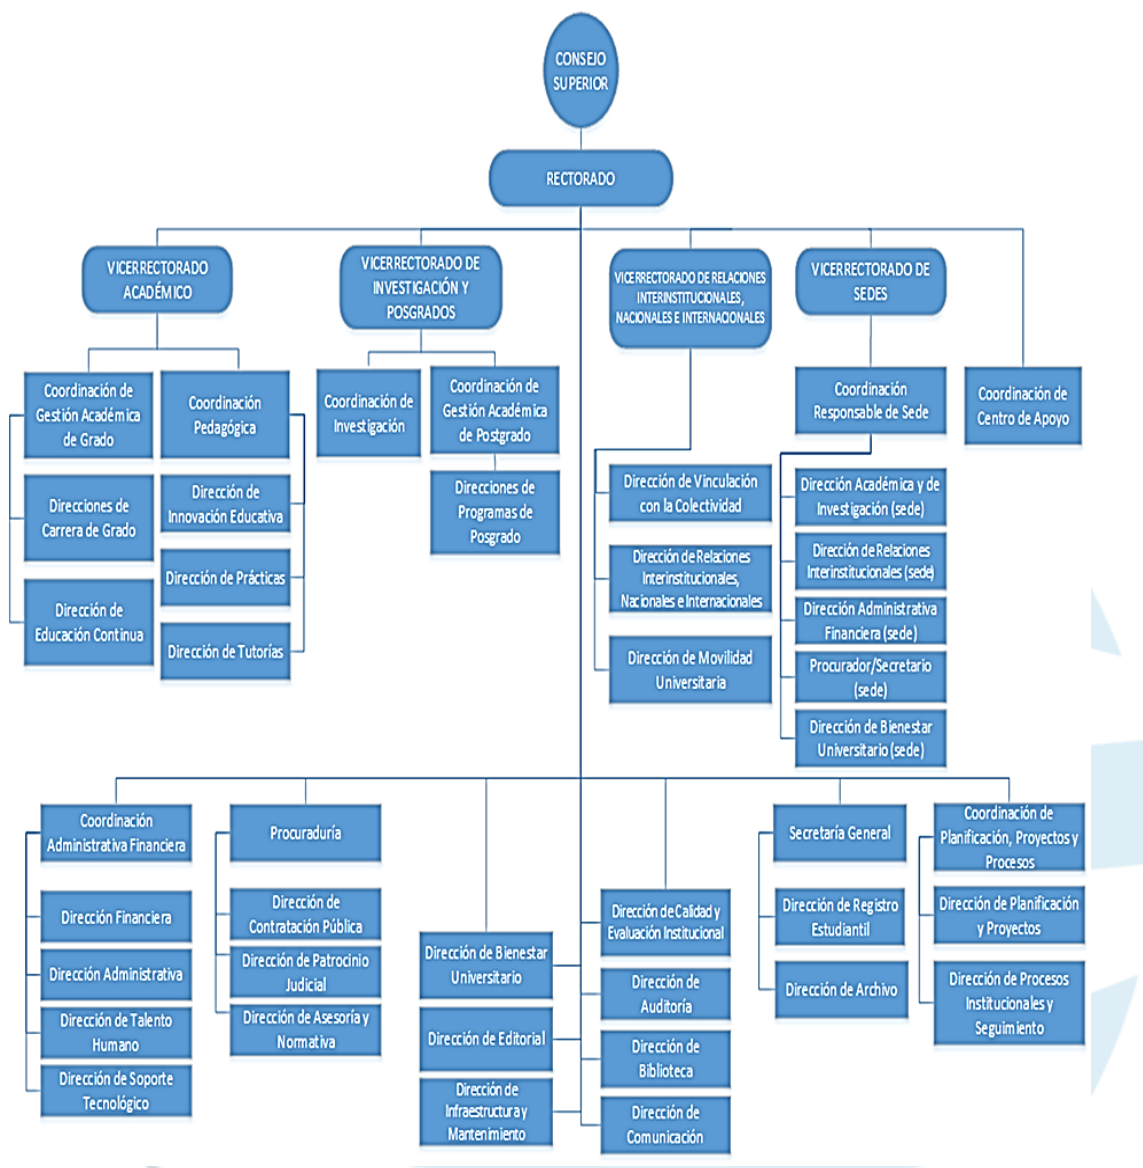 CONSEJO
SUPERIOR
RECTORADO
VICERRECTORADO
ACADÉMICO
VICERRECTORADO DE
INVESTIGACIÓN Y
POSGRADOS
VICERRECTORADO DE RELACIONES
INTERINSTITUCIONALES,
NACIONALES E INTERNACIONALES
VICERRECTORADO DE
SEDES
Coordinación de
Gestión Académica
de Grado
Direcciones de
Carrera de Grado
Dirección de
Educación Continua
Coordinación
Pedagógica
Dirección de
Innovación Educativa
Dirección de Prácticas
Dirección de Tutorías
Coordinación de
Investigación
Coordinación de
Gestión Académica
de Postgrado
Direcciones de
Programas de
Posgrado
Dirección de Vinculación
con la Colectividad
Dirección de Relaciones
Interinstitucionales,
Nacionales e Internacionales
Dirección de Movilidad
Universitaria
Coordinación
Responsable de Sede
Dirección Académica y de
Investigación (sede)
Dirección de Relaciones
Interinstitucionales (sede)
Dirección Administrativa
Financiera (sede)
Procurador/Secretario
(sede)
Dirección de Bienestar
Universitario (sede)
Coordinación de
Centro de Apoyo
Coordinación
Administrativa Financiera
Dirección Financiera
Dirección Administrativa
Dirección de Talento
Humano
Dirección de Soporte
Tecnológico
Procuraduría
Dirección de
Contratación Pública
Dirección de Patrocinio
Judicial
Dirección de Asesoría y
Normativa
Dirección de Bienestar
Universitario
Dirección de Editorial
Dirección de
Infraestructura y
Mantenimiento
Dirección de Calidad y
Evaluación Institucional
Dirección de
Auditoría
Dirección de
Biblioteca
Dirección de
Comunicación
Secretaría General
Dirección de Registro
Estudiantil
Dirección de Archivo
Coordinación de
Planificación, Proyectos y
Procesos
Dirección de Planificación
y Proyectos
Dirección de Procesos
Institucionales y
Seguimiento